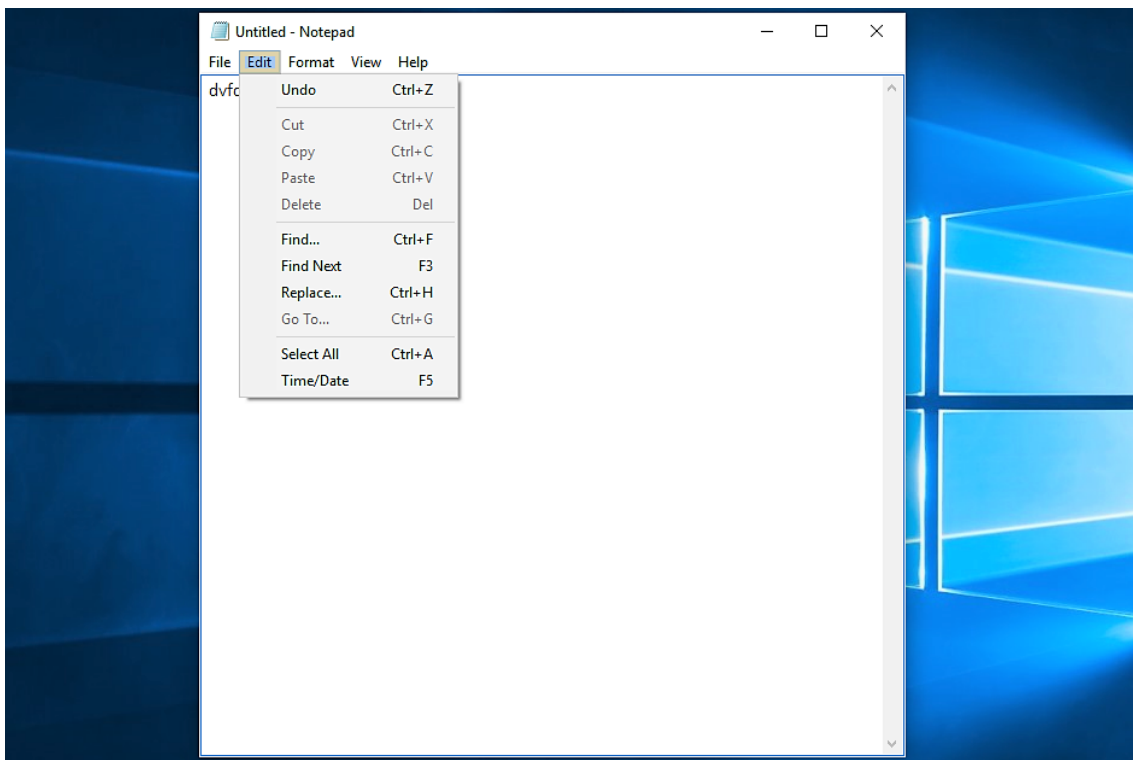 Untitled - Notepad
File Edit Format View Help
Undo Ctrl+Z
Cut Ctrl+X
Copy Ctrl+C
Paste Ctrl+V
Delete Del
Find... Ctrl+F
Find Next F3
Replace... Ctrl+H
Go To... Ctrl+G
Select All Ctrl+A
Time/Date F5